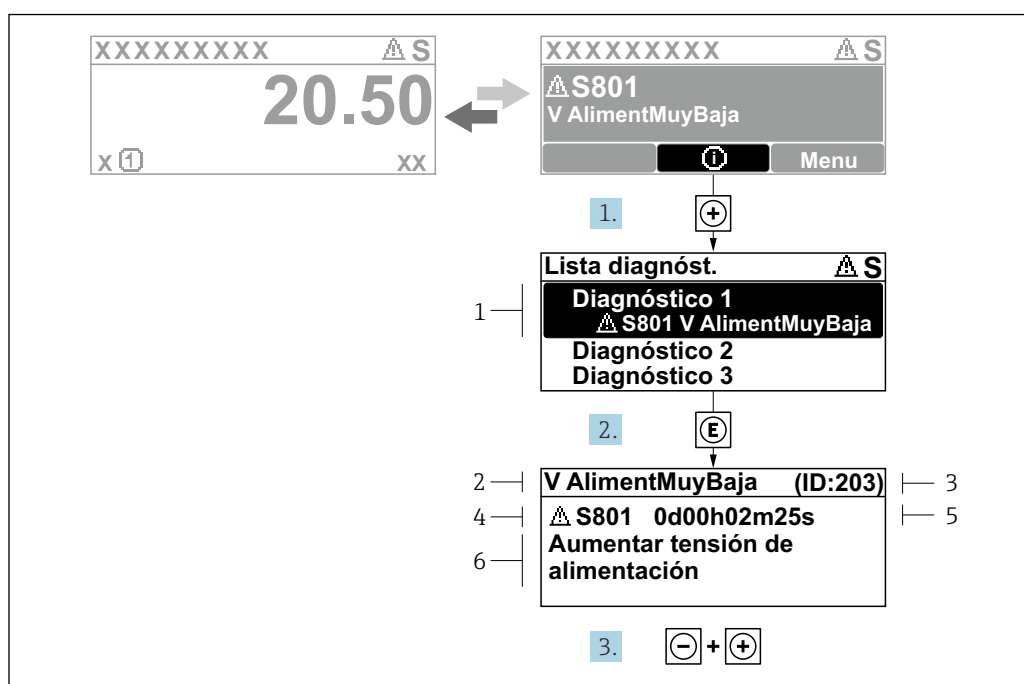 XXXXXXXXX ⚠ S
20.50
x ① xx
XXXXXXXXX ⚠ S
⚠ S801
V AlimentMuyBaja
ⓘ Menu
1. +
Lista diagnóst. ⚠ S
1
Diagnóstico 1
⚠ S801 V AlimentMuyBaja
Diagnóstico 2
Diagnóstico 3
2. E
2 V AlimentMuyBaja (ID:203) 3
4 ⚠ S801 0d00h02m25s 5
6
Aumentar tensión de
alimentación
3. − + +